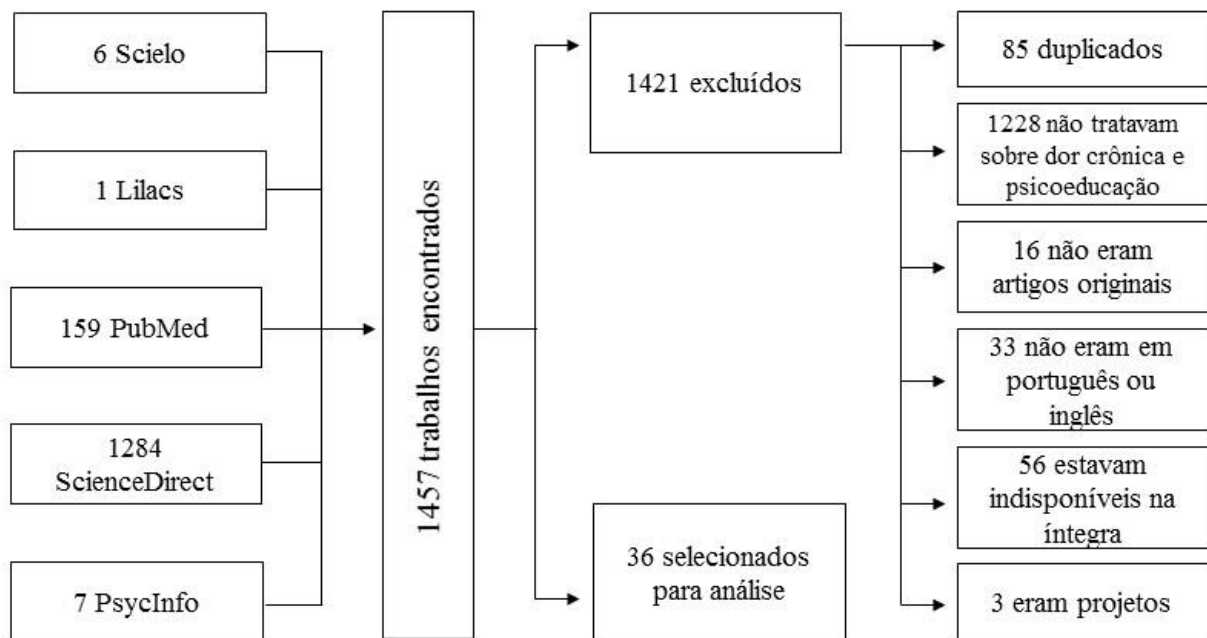 6 Scielo
1 Lilacs
159 PubMed
1284
ScienceDirect
7 PsycInfo
1457 trabalhos encontrados
1421 excluídos
36 selecionados
para análise
85 duplicados
1228 não tratavam
sobre dor crônica e
psicoeducação
16 não eram
artigos originais
33 não eram em
português ou
inglês
56 estavam
indisponíveis na
íntegra
3 eram projetos